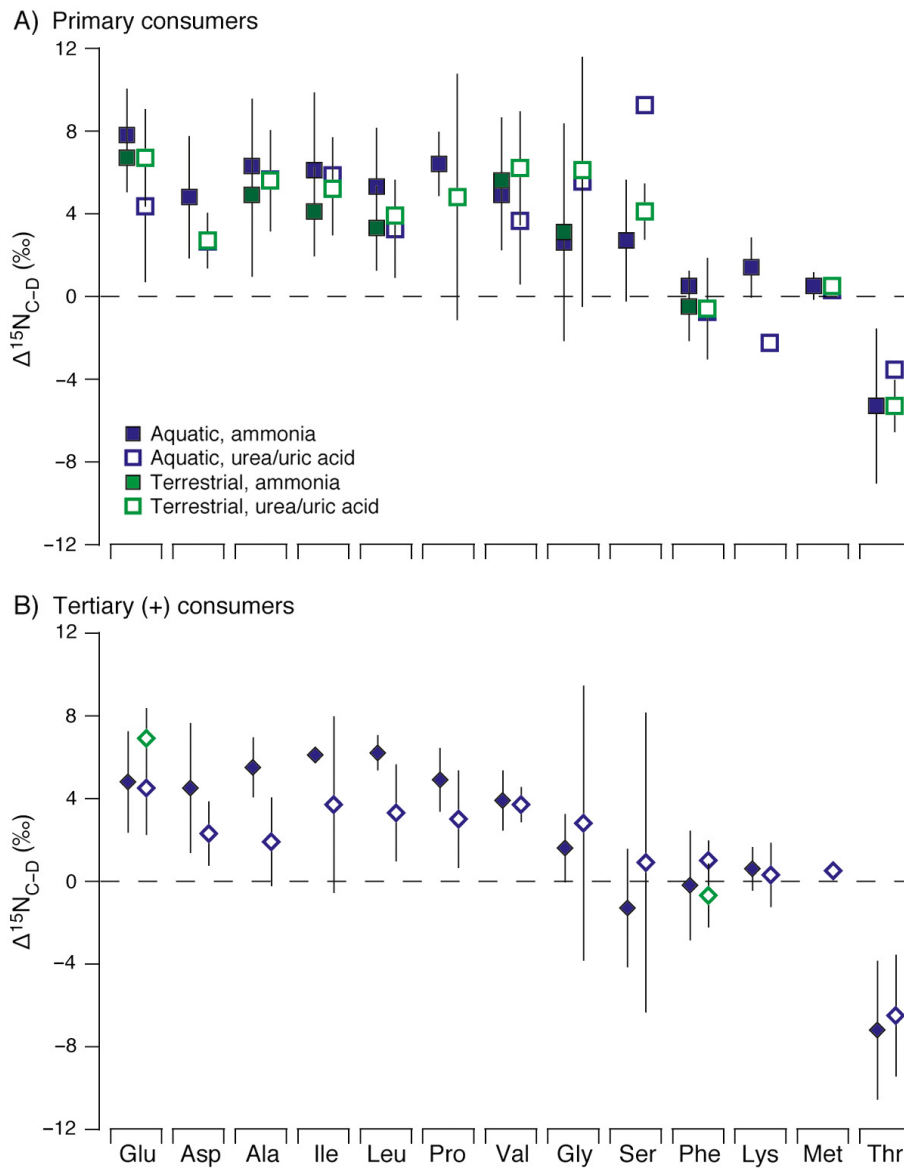 A) Primary consumers
12
8
4
0
−4
−8
−12
Δ15NC−D (‰)
Aquatic, ammonia
Aquatic, urea/uric acid
Terrestrial, ammonia
Terrestrial, urea/uric acid
B) Tertiary (+) consumers
12
8
4
0
−4
−8
−12
Δ15NC−D (‰)
Glu Asp Ala Ile Leu Pro Val Gly Ser Phe Lys Met Thr